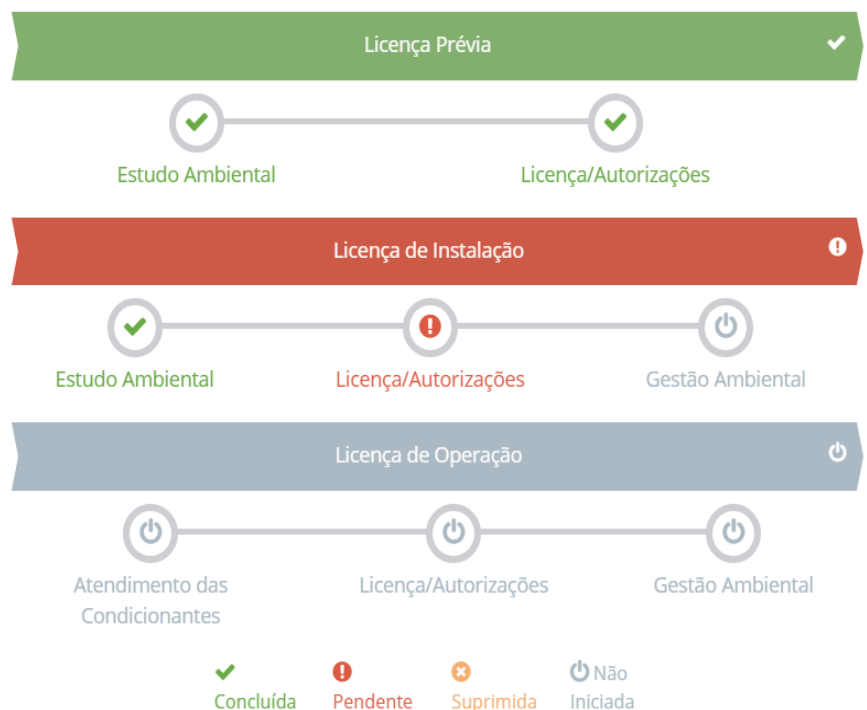 Licença Prévia
Estudo Ambiental
Licença/Autorizações
Licença de Instalação
Estudo Ambiental
Licença/Autorizações
Gestão Ambiental
Licença de Operação
Atendimento das
Condicionantes
Licença/Autorizações
Gestão Ambiental
Concluída
Pendente
Suprimida
Não
Iniciada